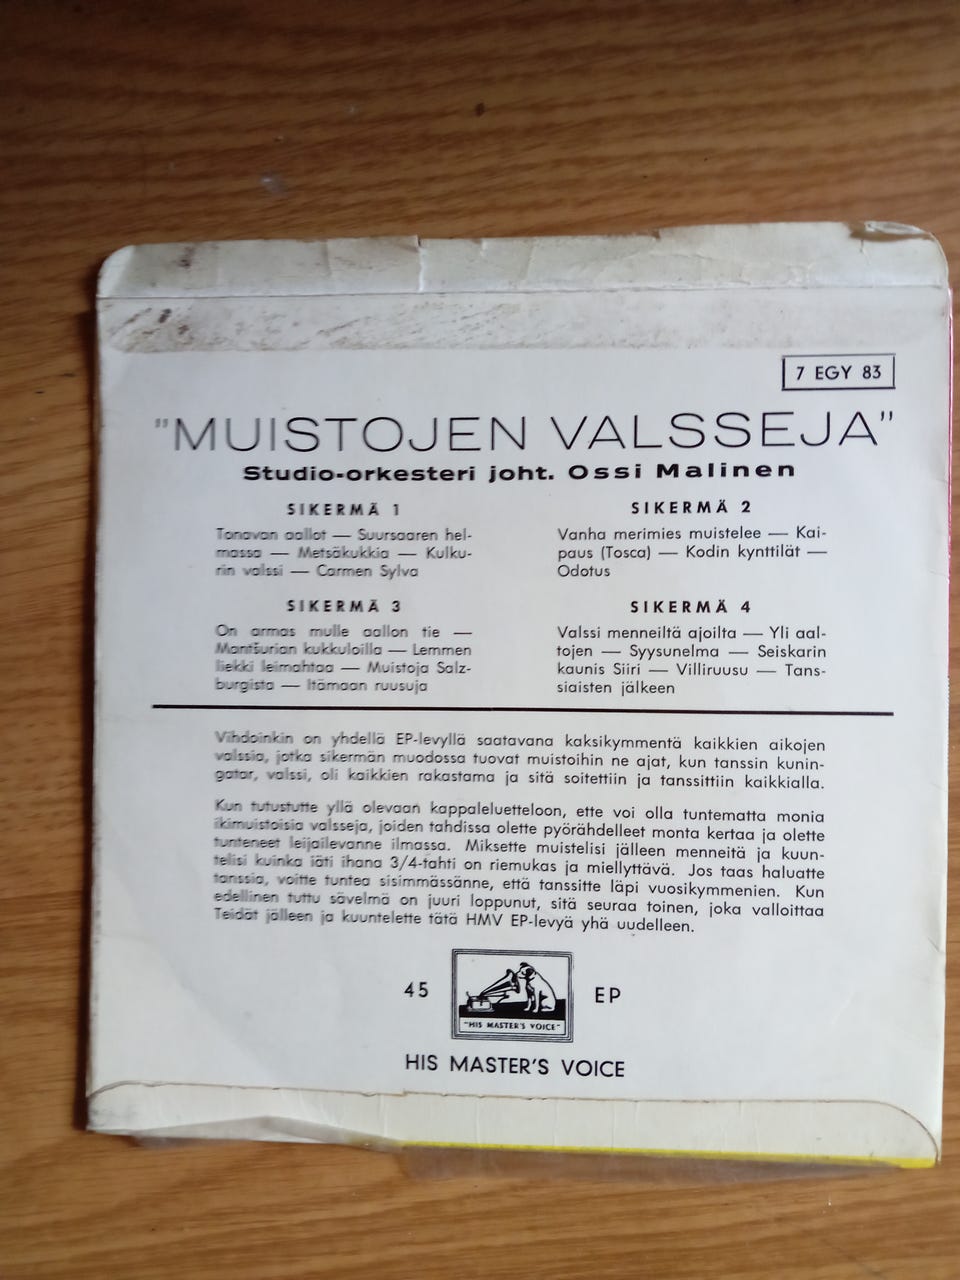 7 EGY 83
"MUISTOJEN VALSSEJA"
Studio-orkesteri joht. Ossi Malinen
SIKERMÄ 1
Tonavan aallot — Suursaaren hel-
massa — Metsäkukkia — Kulku-
rin valssi — Carmen Sylva
SIKERMÄ 2
Vanha merimies muistelee — Kai-
paus (Tosca) — Kodin kynttilät —
Odotus
SIKERMÄ 3
On armas mulle aallon tie —
Mantšurian kukkuloilla — Lemmen
liekki leimahtaa — Muistoja Salz-
burgista — Itämaan ruusuja
SIKERMÄ 4
Valssi menneiltä ajoilta — Yli aal-
tojen — Syysunelma — Seiskarin
kaunis Siiri — Villiruusu — Tans-
siaisten jälkeen
Vihdoinkin on yhdellä EP-levyllä saatavana kaksikymmentä kaikkien aikojen
valssia, jotka sikermän muodossa tuovat muistoihin ne ajat, kun tanssin kunin-
gatar, valssi, oli kaikkien rakastama ja sitä soitettiin ja tanssittiin kaikkialla.
Kun tutustutte yllä olevaan kappaleluetteloon, ette voi olla tuntematta monia
ikimuistoisia valsseja, joiden tahdissa olette pyörähdelleet monta kertaa ja olette
tunteneet leijailevanne ilmassa. Miksette muistelisi jälleen menneitä ja kuun-
telisi kuinka iäti ihana 3/4-tahti on riemukas ja miellyttävä. Jos taas haluatte
tanssia, voitte tuntea sisimmässänne, että tanssitte läpi vuosikymmenien. Kun
edellinen tuttu sävelmä on juuri loppunut, sitä seuraa toinen, joka valloittaa
Teidät jälleen ja kuuntelette tätä HMV EP-levyä yhä uudelleen.
45 EP
"HIS MASTER'S VOICE"
HIS MASTER'S VOICE